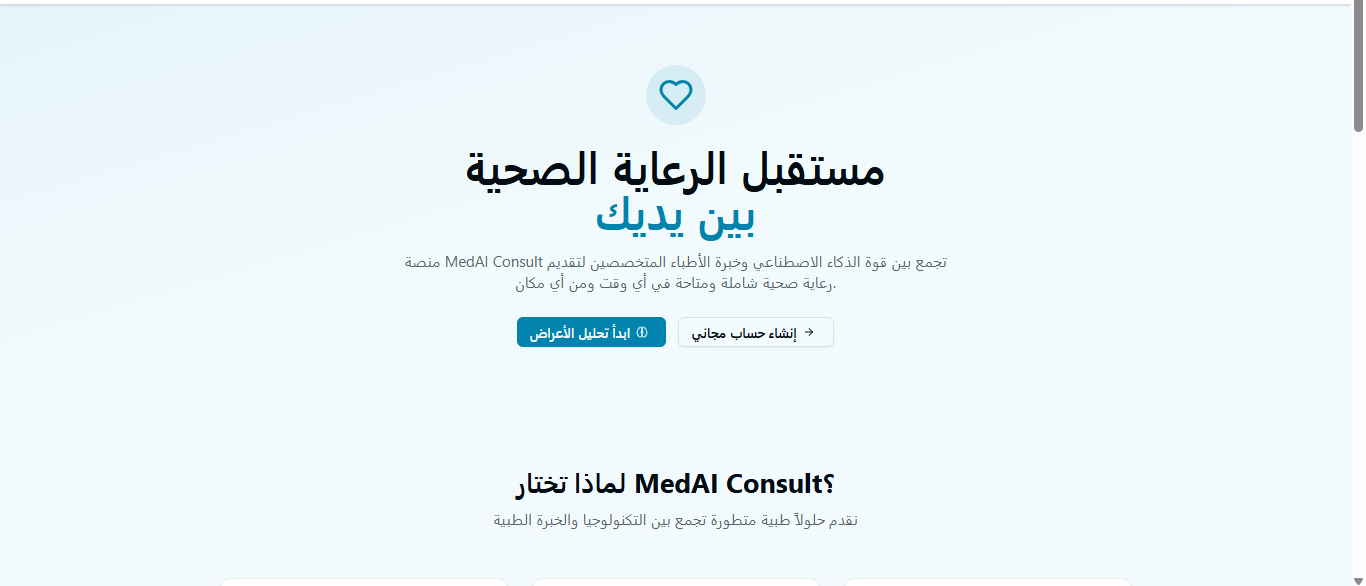 مستقبل الرعاية الصحية
بين يديك
منصة MedAI Consult تجمع بين قوة الذكاء الاصطناعي وخبرة الأطباء المتخصصين لتقديم
رعاية صحية شاملة ومتاحة في أي وقت ومن أي مكان.
ابدأ تحليل الأعراض
إنشاء حساب مجاني
لماذا تختار MedAI Consult؟
نقدم حلولاً طبية متطورة تجمع بين التكنولوجيا والخبرة الطبية